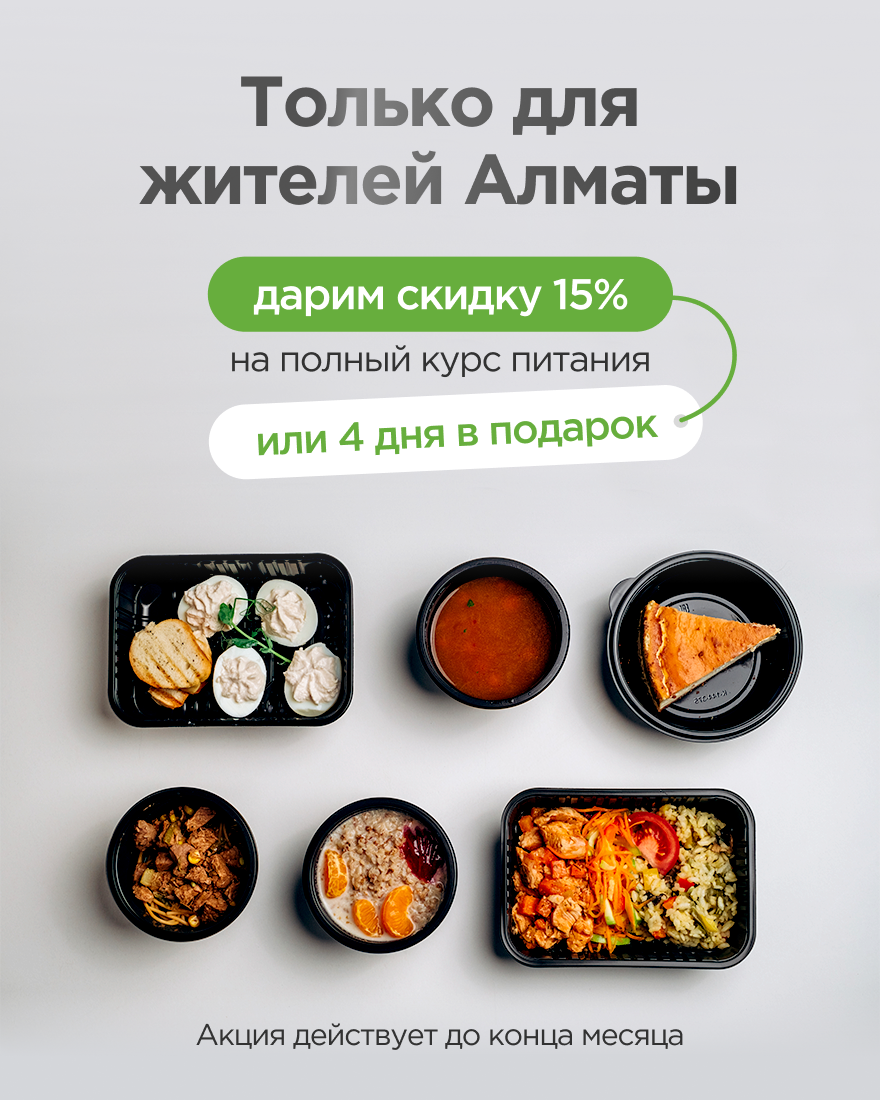 Только для
жителей Алматы
дарим скидку 15%
на полный курс питания
или 4 дня в подарок
Акция действует до конца месяца